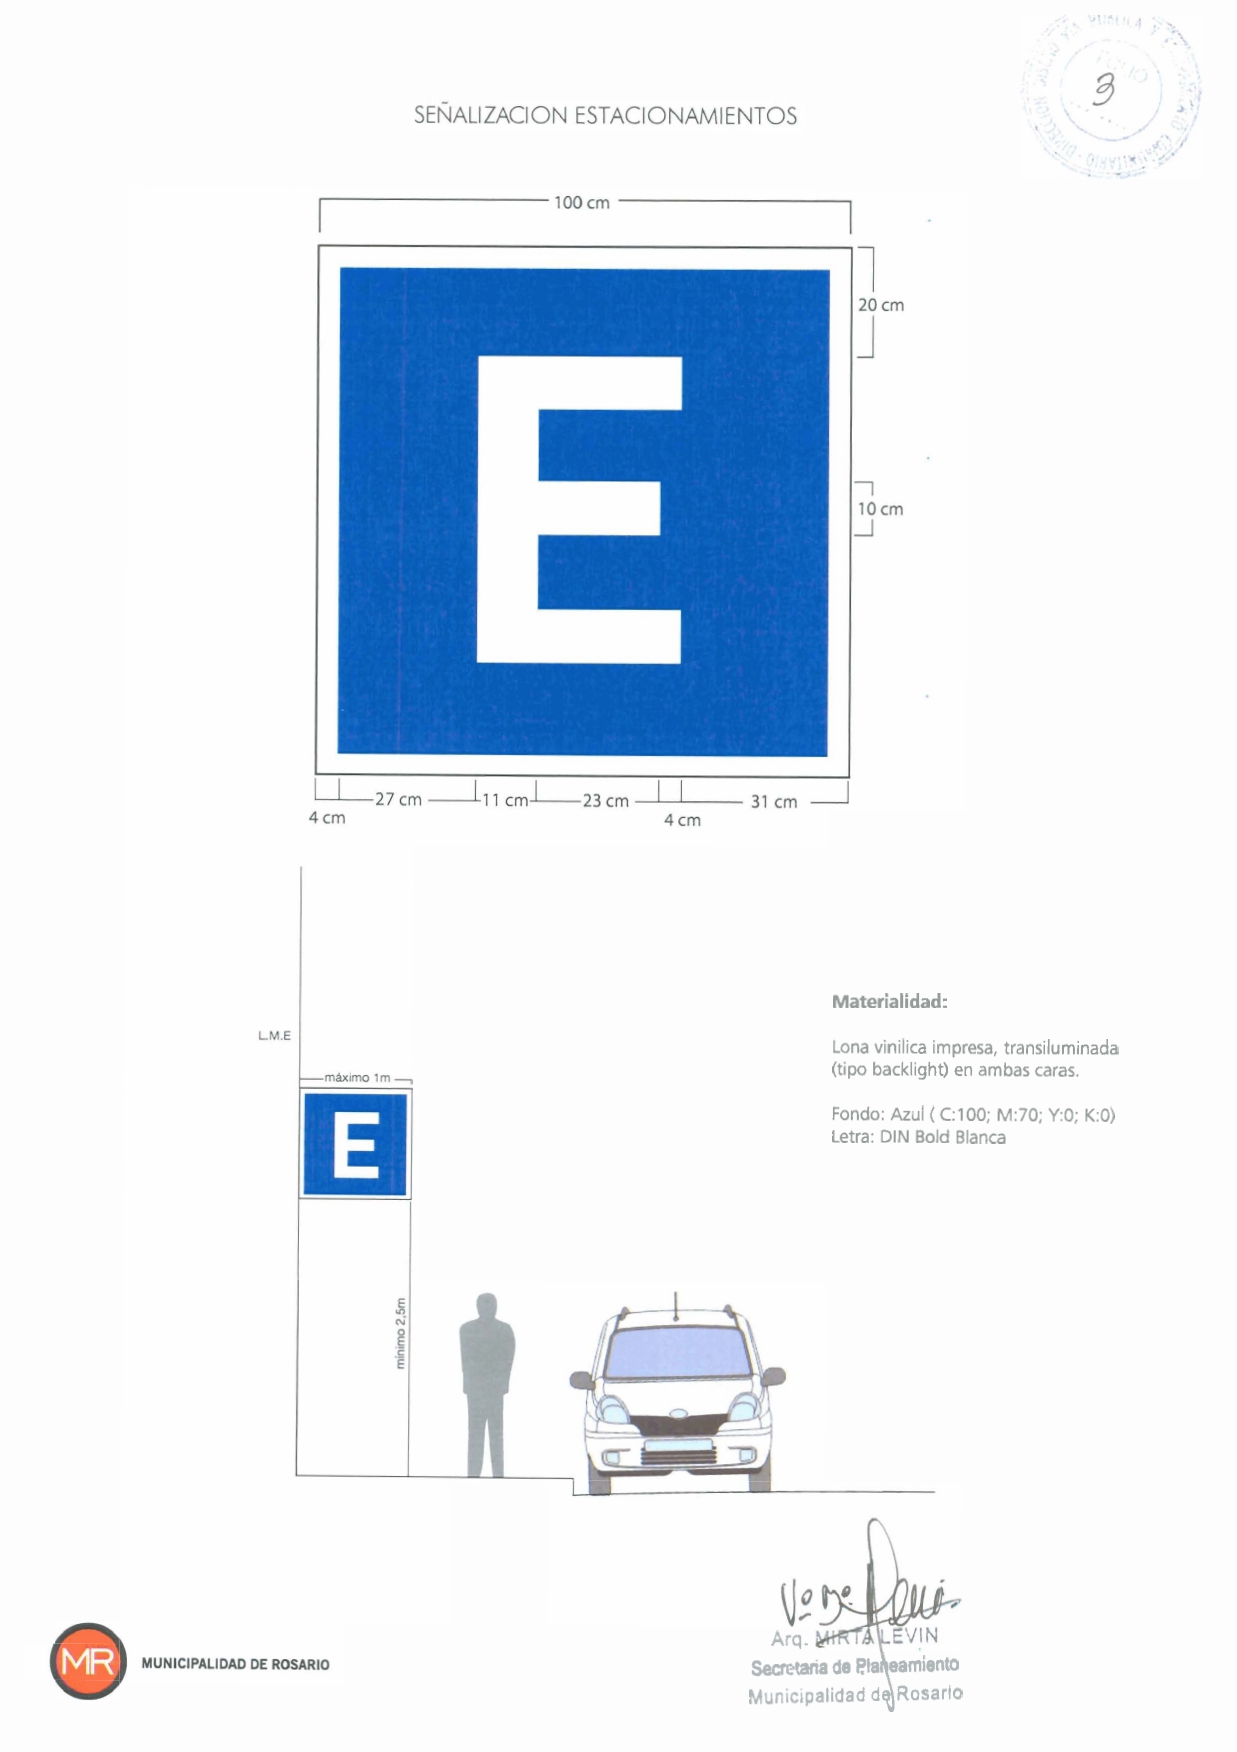 FOLIO
3
SEÑALIZACION ESTACIONAMIENTOS
100 cm
20 cm
E
10 cm
27 cm
11 cm
23 cm
31 cm
4 cm
4 cm
L.M.E
máximo 1m
E
mínimo 2,5m
Materialidad:
Lona vinilica impresa, transiluminada
(tipo backlight) en ambas caras.
Fondo: Azul ( C:100; M:70; Y:0; K:0)
Letra: DIN Bold Blanca
Vº Bº
Arq. MIRTA LEVIN
Secretaria de Planeamiento
Municipalidad de Rosario
MR
MUNICIPALIDAD DE ROSARIO